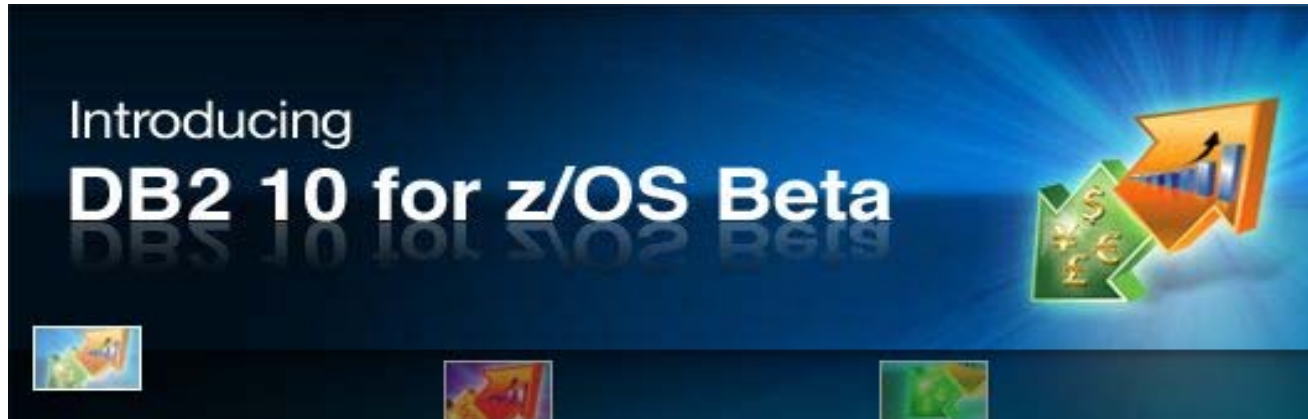 Introducing
DB2 10 for z/OS Beta
$
¥ €
£